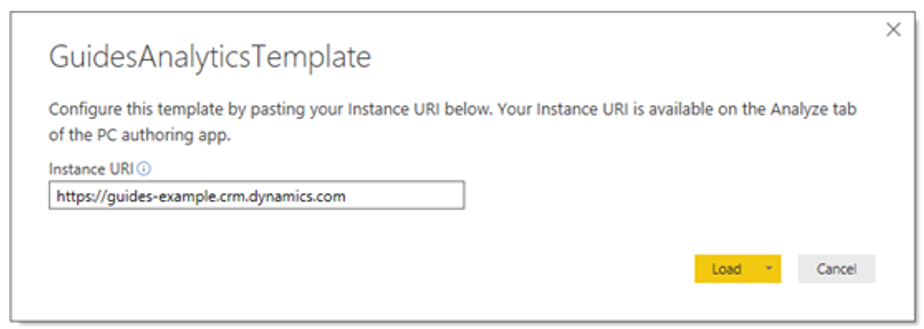 GuidesAnalyticsTemplate
Configure this template by pasting your Instance URI below. Your Instance URI is available on the Analyze tab
of the PC authoring app.
Instance URI
https://guides-example.crm.dynamics.com
Load
Cancel